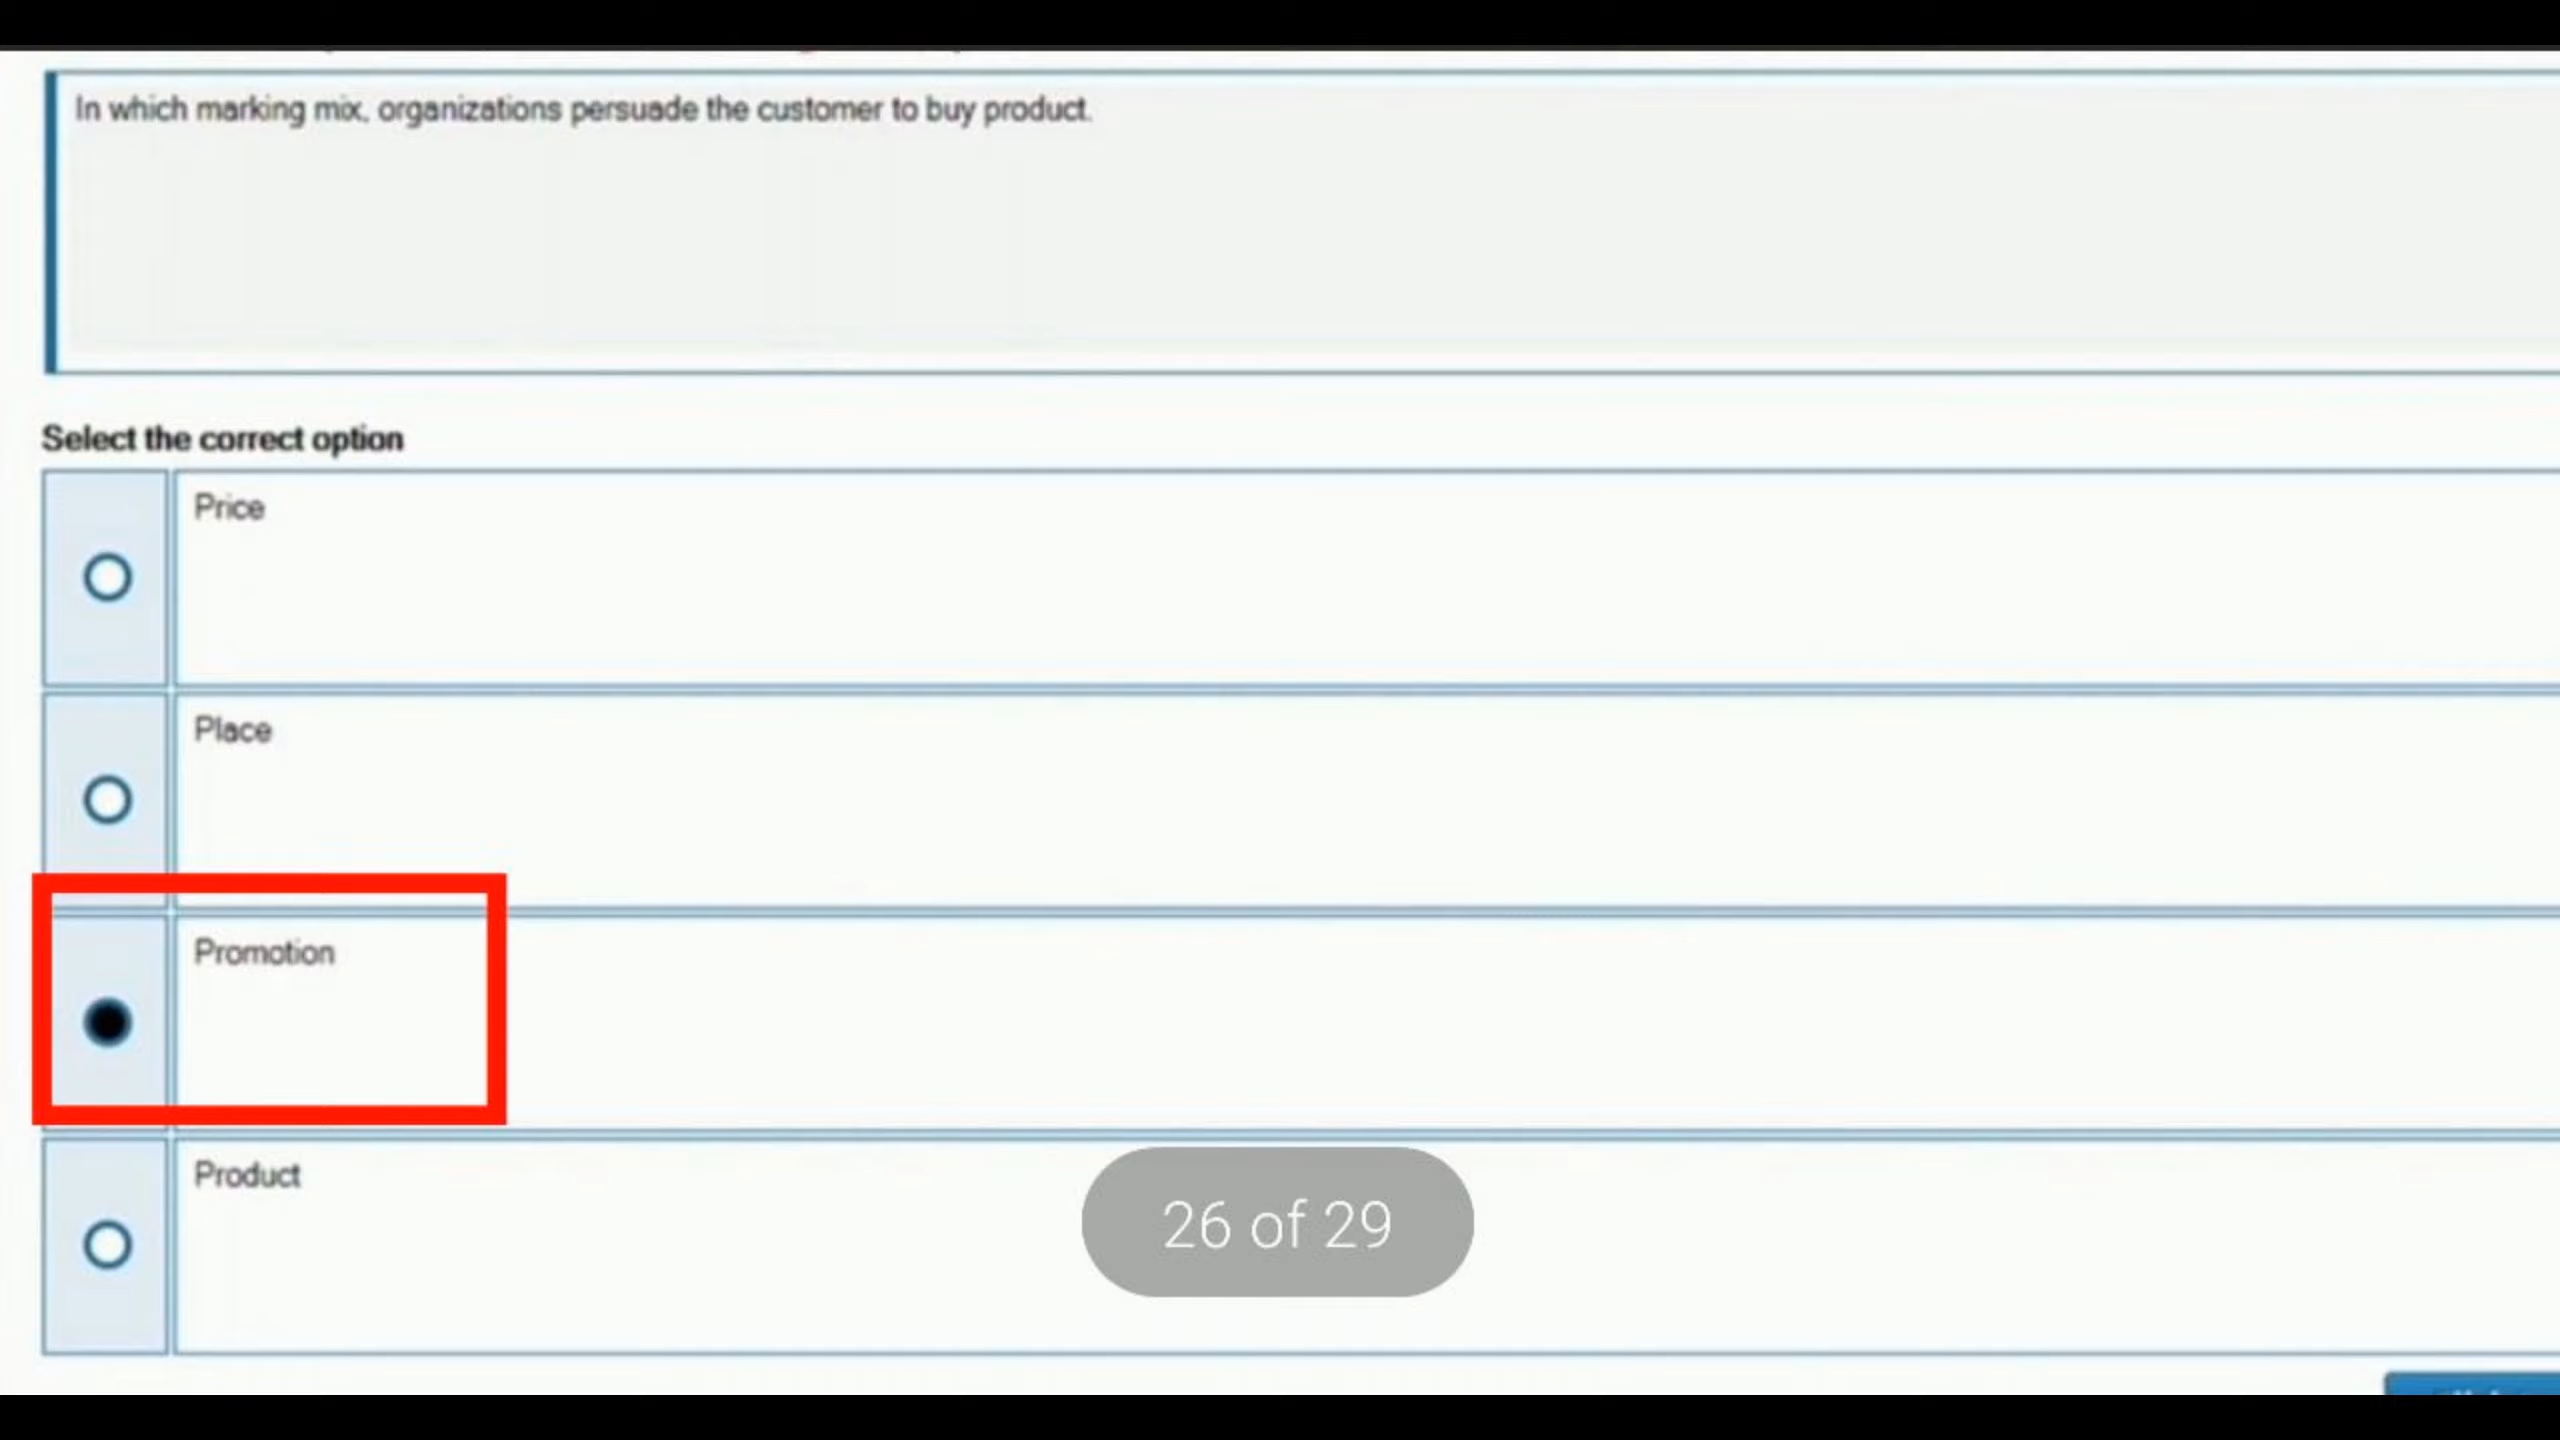 In which marking mix, organizations persuade the customer to buy product.
Select the correct option
Price
Place
Promotion
Product
26 of 29